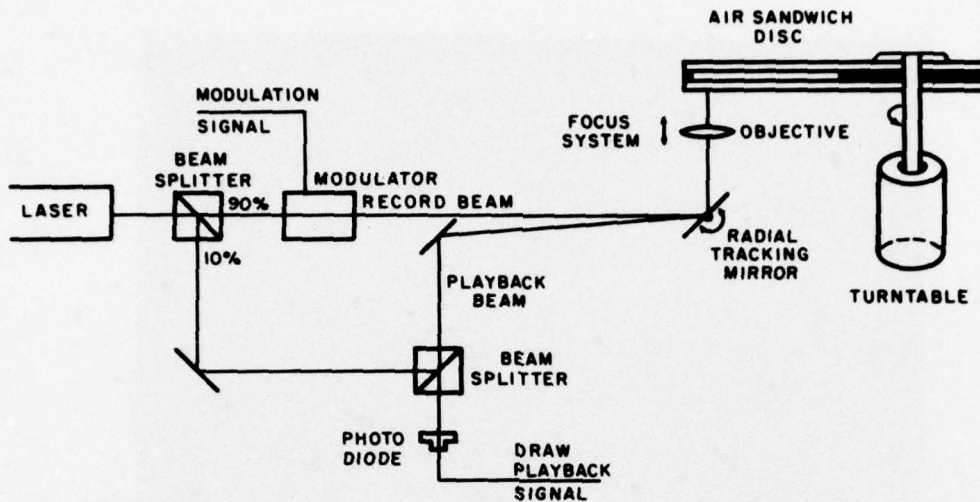 AIR SANDWICH
DISC
MODULATION
SIGNAL
FOCUS
SYSTEM
OBJECTIVE
BEAM
SPLITTER
MODULATOR
LASER
90%
RECORD BEAM
10%
RADIAL
TRACKING
MIRROR
PLAYBACK
BEAM
TURNTABLE
BEAM
SPLITTER
PHOTO
DIODE
DRAW
PLAYBACK
SIGNAL